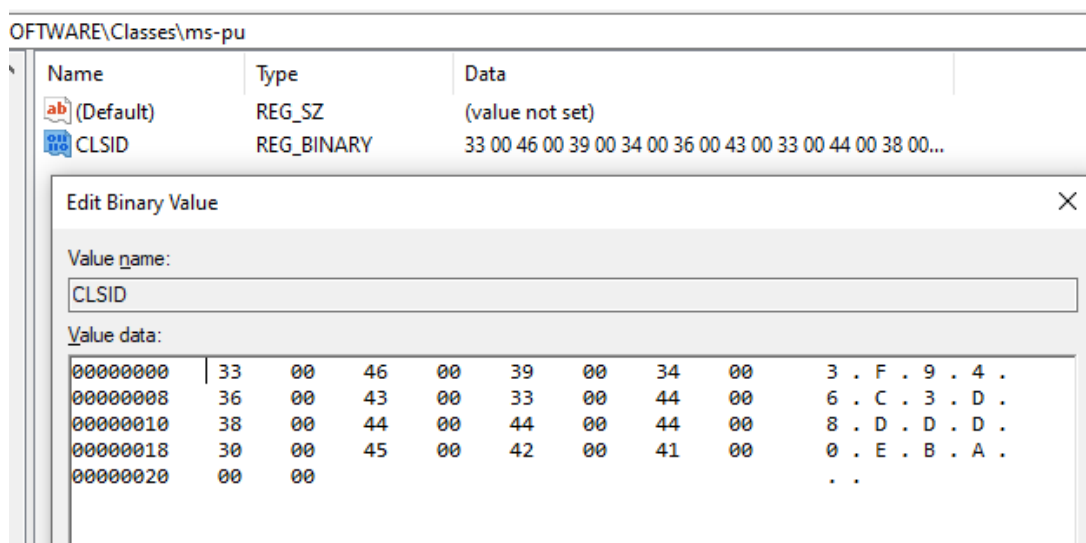 OFTWARE\Classes\ms-pu
Name Type Data
ab (Default) REG_SZ (value not set)
CLSID REG_BINARY 33 00 46 00 39 00 34 00 36 00 43 00 33 00 44 00 38 00...
Edit Binary Value
Value name:
CLSID
Value data:
00000000 33 00 46 00 39 00 34 00 3 . F . 9 . 4 .
00000008 36 00 43 00 33 00 44 00 6 . C . 3 . D .
00000010 38 00 44 00 44 00 44 00 8 . D . D . D .
00000018 30 00 45 00 42 00 41 00 0 . E . B . A .
00000020 00 00 . .